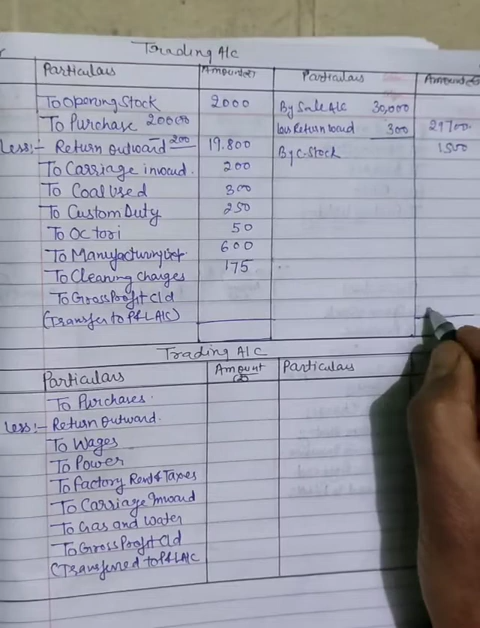 Trading A/c
Particulars Amount Particulars Amount
To Opening Stock 2000 By Sale A/c 30,000
To Purchase 20000 less Return Inward 300 29700
Less:- Return outward 200 19.800 By C. Stock 1500
To Carriage inward. 200
To Coal Used 300
To Custom Duty 250
To Octori 50
To Manufacturing 600
To Cleaning Charges 175
To Gross Profit C/d
(Transfer to P&L A/C)
Trading A/C
Particulars Amount Particulars
To Purchases.
Less:- Return Outward.
To Wages
To Power
To Factory Rent & Taxes
To Carriage Inward
To Gas and Water
To Gross Profit C/d
(Transferred to P&L A/C